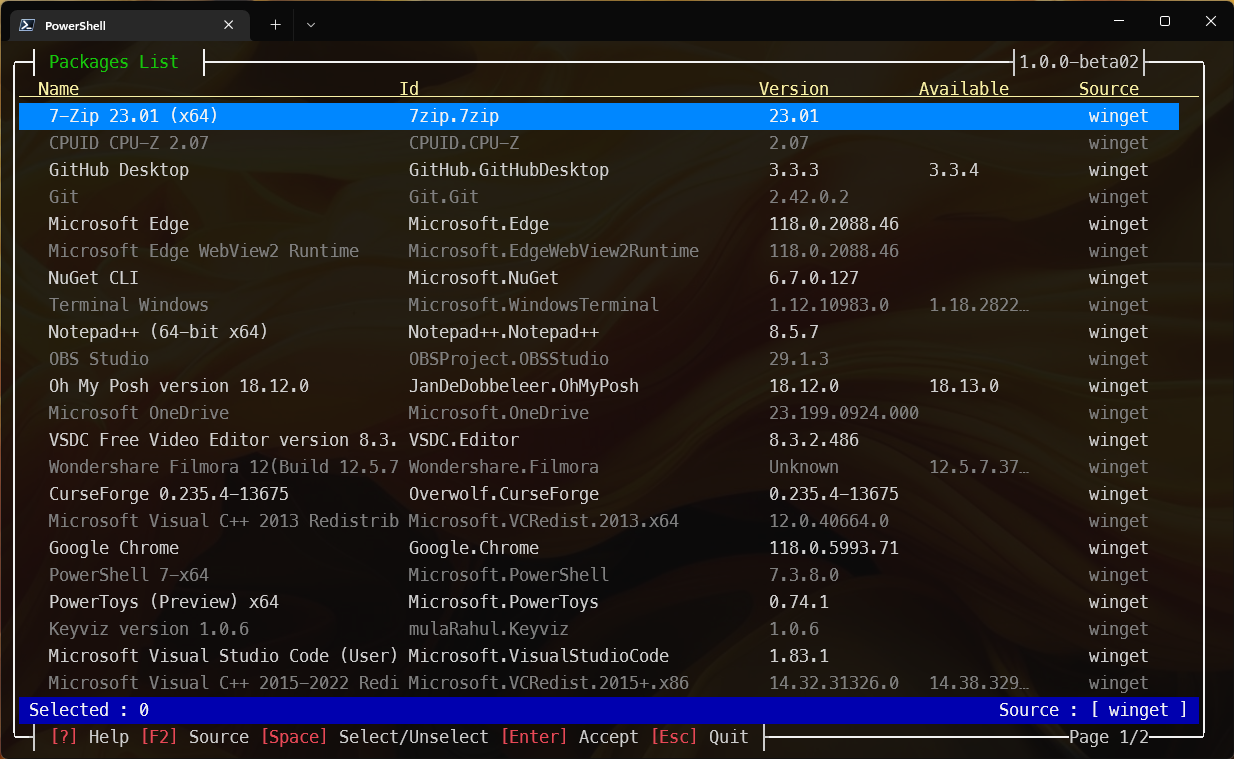 PowerShell
Packages List 1.0.0-beta02
Name Id Version Available Source
7-Zip 23.01 (x64) 7zip.7zip 23.01 winget
CPUID CPU-Z 2.07 CPUID.CPU-Z 2.07 winget
GitHub Desktop GitHub.GitHubDesktop 3.3.3 3.3.4 winget
Git Git.Git 2.42.0.2 winget
Microsoft Edge Microsoft.Edge 118.0.2088.46 winget
Microsoft Edge WebView2 Runtime Microsoft.EdgeWebView2Runtime 118.0.2088.46 winget
NuGet CLI Microsoft.NuGet 6.7.0.127 winget
Terminal Windows Microsoft.WindowsTerminal 1.12.10983.0 1.18.2822… winget
Notepad++ (64-bit x64) Notepad++.Notepad++ 8.5.7 winget
OBS Studio OBSProject.OBSStudio 29.1.3 winget
Oh My Posh version 18.12.0 JanDeDobbeleer.OhMyPosh 18.12.0 18.13.0 winget
Microsoft OneDrive Microsoft.OneDrive 23.199.0924.000 winget
VSDC Free Video Editor version 8.3. VSDC.Editor 8.3.2.486 winget
Wondershare Filmora 12(Build 12.5.7 Wondershare.Filmora Unknown 12.5.7.37… winget
CurseForge 0.235.4-13675 Overwolf.CurseForge 0.235.4-13675 winget
Microsoft Visual C++ 2013 Redistrib Microsoft.VCRedist.2013.x64 12.0.40664.0 winget
Google Chrome Google.Chrome 118.0.5993.71 winget
PowerShell 7-x64 Microsoft.PowerShell 7.3.8.0 winget
PowerToys (Preview) x64 Microsoft.PowerToys 0.74.1 winget
Keyviz version 1.0.6 mulaRahul.Keyviz 1.0.6 winget
Microsoft Visual Studio Code (User) Microsoft.VisualStudioCode 1.83.1 winget
Microsoft Visual C++ 2015-2022 Redi Microsoft.VCRedist.2015+.x86 14.32.31326.0 14.38.329… winget
Selected : 0 Source : [ winget ]
[?] Help [F2] Source [Space] Select/Unselect [Enter] Accept [Esc] Quit Page 1/2